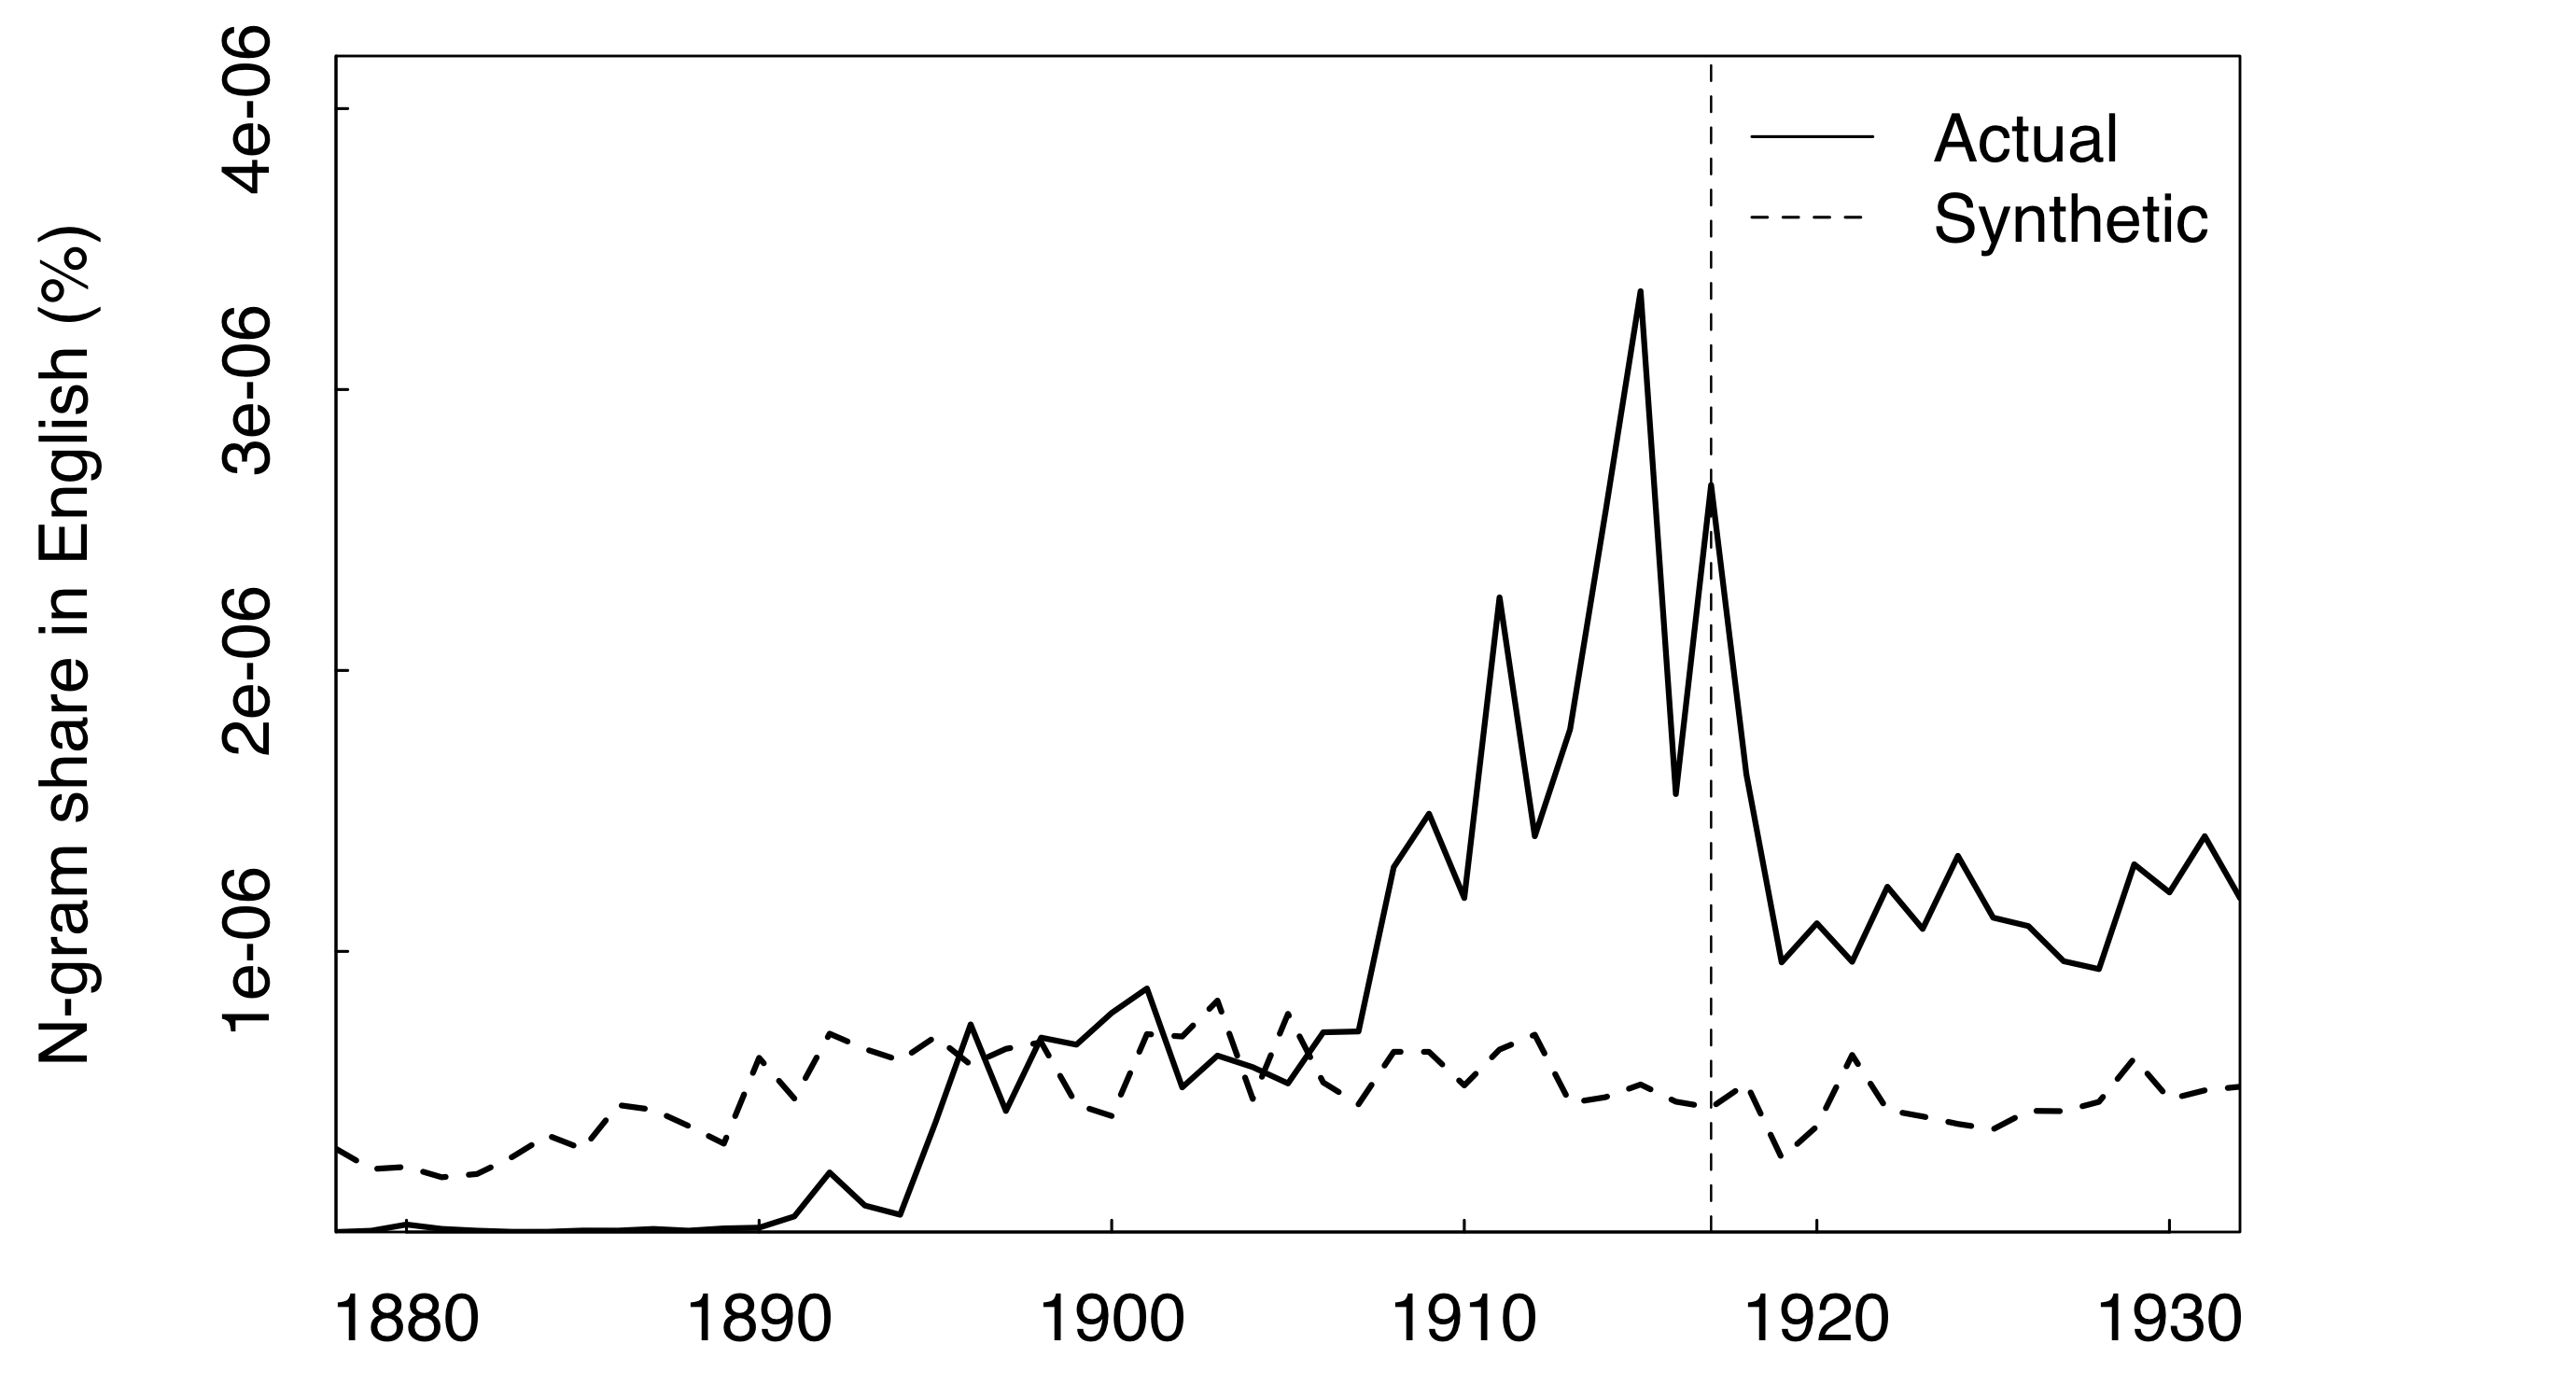 N-gram share in English (%)
4e-06
3e-06
2e-06
1e-06
Actual
Synthetic
1880 1890 1900 1910 1920 1930